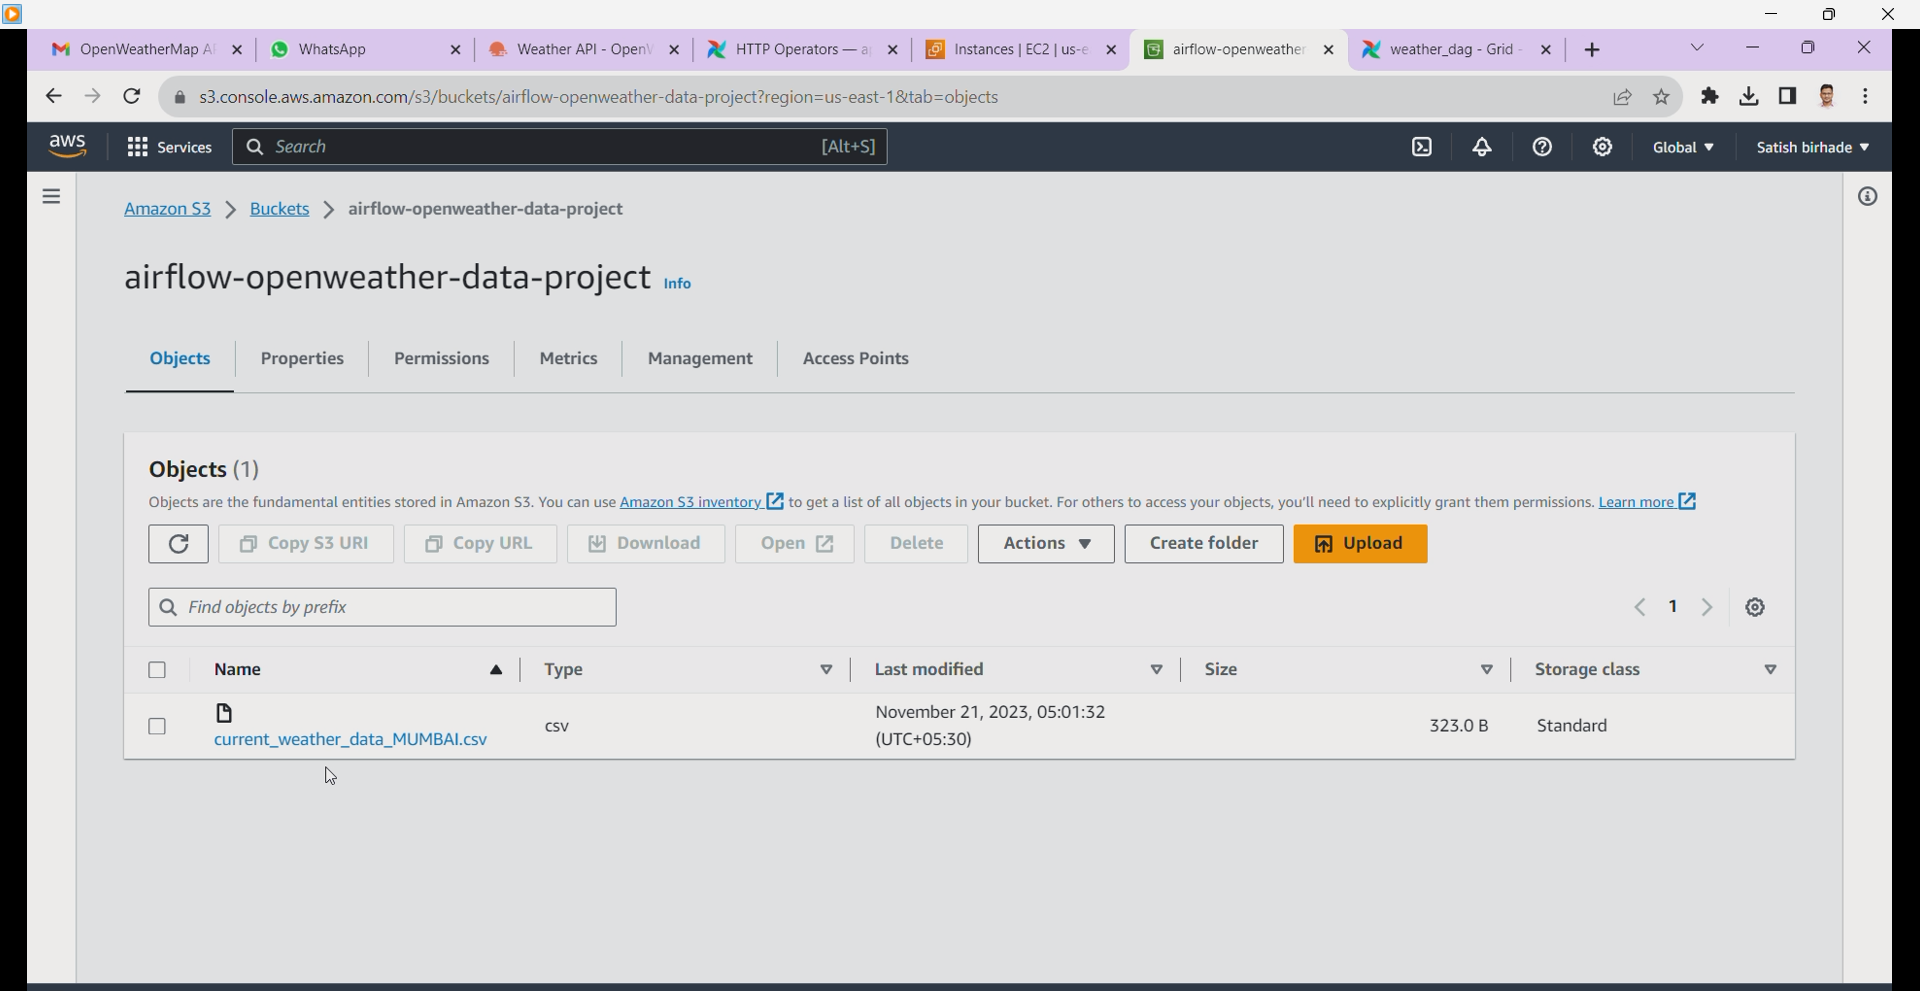 OpenWeatherMap A
WhatsApp
Weather API - Open
HTTP Operators — a
Instances | EC2 | us-e
airflow-openweather
weather_dag - Grid -
s3.console.aws.amazon.com/s3/buckets/airflow-openweather-data-project?region=us-east-1&tab=objects
aws
Services
Search
[Alt+S]
Global
Satish birhade
Amazon S3 > Buckets > airflow-openweather-data-project
airflow-openweather-data-project Info
Objects
Properties
Permissions
Metrics
Management
Access Points
Objects (1)
Objects are the fundamental entities stored in Amazon S3. You can use Amazon S3 inventory to get a list of all objects in your bucket. For others to access your objects, you'll need to explicitly grant them permissions. Learn more
Copy S3 URI
Copy URL
Download
Open
Delete
Actions
Create folder
Upload
Find objects by prefix
1
Name
Type
Last modified
Size
Storage class
current_weather_data_MUMBAI.csv
csv
November 21, 2023, 05:01:32
(UTC+05:30)
323.0 B
Standard